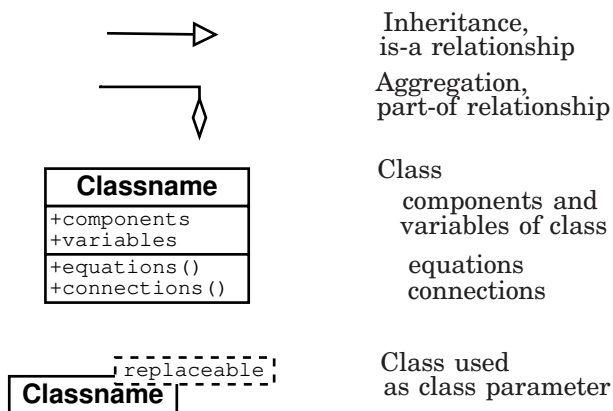 Inheritance,
is-a relationship
Aggregation,
part-of relationship
Classname
+components
+variables
+equations()
+connections()
Class
components and
variables of class
equations
connections
replaceable
Classname
Class used
as class parameter